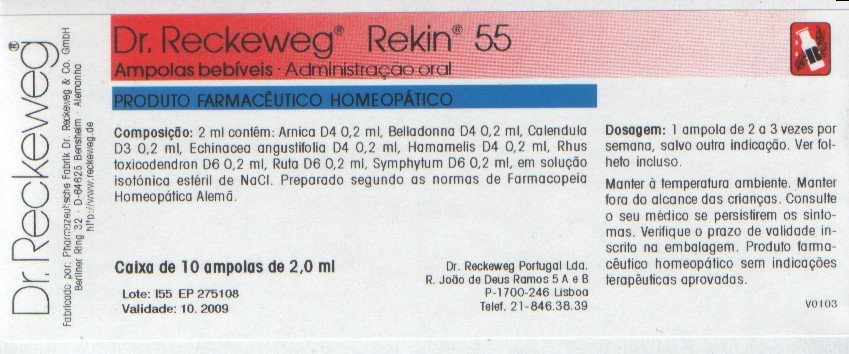 Dr. Reckeweg®
Fabricado por: Pharmazeutische Fabrik Dr. Reckeweg & Co. GmbH
Berliner Ring 32 · D-64625 Bensheim · Alemanha
http://www.reckeweg.de
Dr. Reckeweg® Rekin® 55
Ampolas bebíveis · Administração oral
PRODUTO FARMACÊUTICO HOMEOPÁTICO
Composição: 2 ml contêm: Arnica D4 0,2 ml, Belladonna D4 0,2 ml, Calendula
D3 0,2 ml, Echinacea angustifolia D4 0,2 ml, Hamamelis D4 0,2 ml, Rhus
toxicodendron D6 0,2 ml, Ruta D6 0,2 ml, Symphytum D6 0,2 ml, em solução
isotónica estéril de NaCl. Preparado segundo as normas de Farmacopeia
Homeopática Alemã.
Caixa de 10 ampolas de 2,0 ml
Lote: I55 EP 275108
Validade: 10. 2009
Dr. Reckeweg Portugal Lda.
R. João de Deus Ramos 5 A e B
P-1700-246 Lisboa
Telef. 21-846.38.39
Dosagem: 1 ampola de 2 a 3 vezes por
semana, salvo outra indicação. Ver fol-
heto incluso.
Manter à temperatura ambiente. Manter
fora do alcance das crianças. Consulte
o seu médico se persistirem os sinto-
mas. Verifique o prazo de validade in-
scrito na embalagem. Produto farma-
cêutico homeopático sem indicações
terapêuticas aprovadas.
V0103